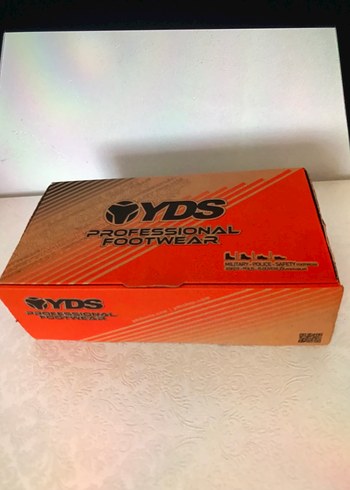 YDS
PROFESSIONAL
FOOTWEAR
MILITARY - POLICE - SAFETY
YDS
PROFESSIONAL
FOOTWEAR